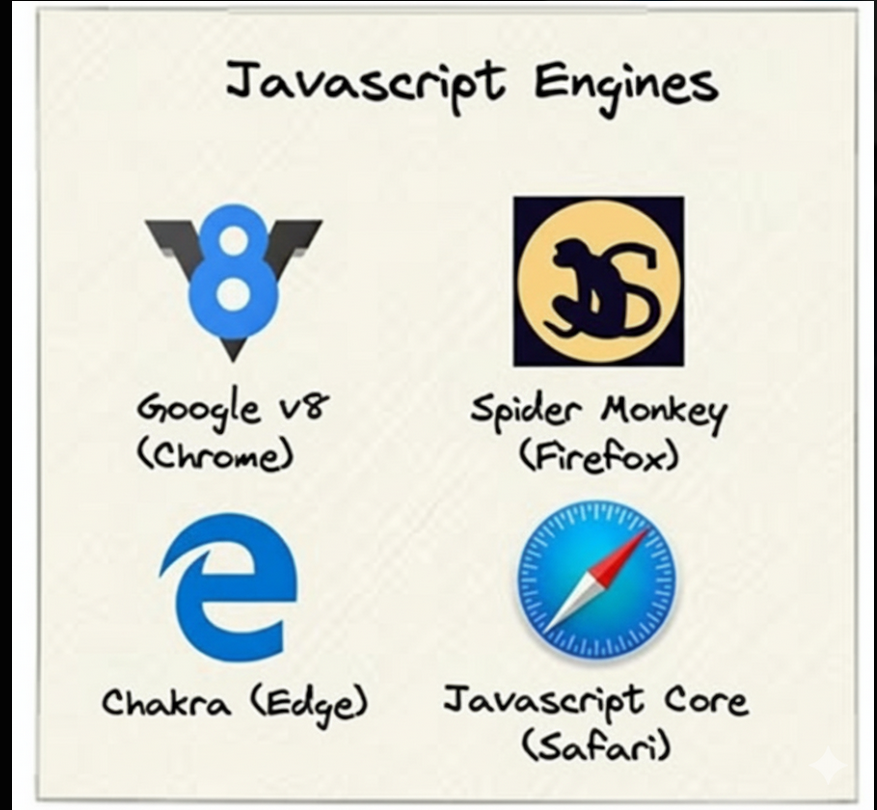 Javascript Engines
Google v8
(Chrome)
Spider Monkey
(Firefox)
Chakra (Edge)
Javascript Core
(Safari)